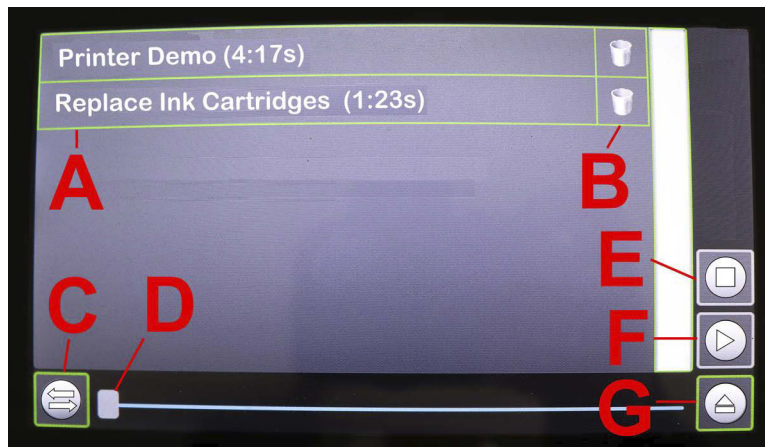 Printer Demo (4:17s)
Replace Ink Cartridges (1:23s)
A
B
C
D
E
F
G